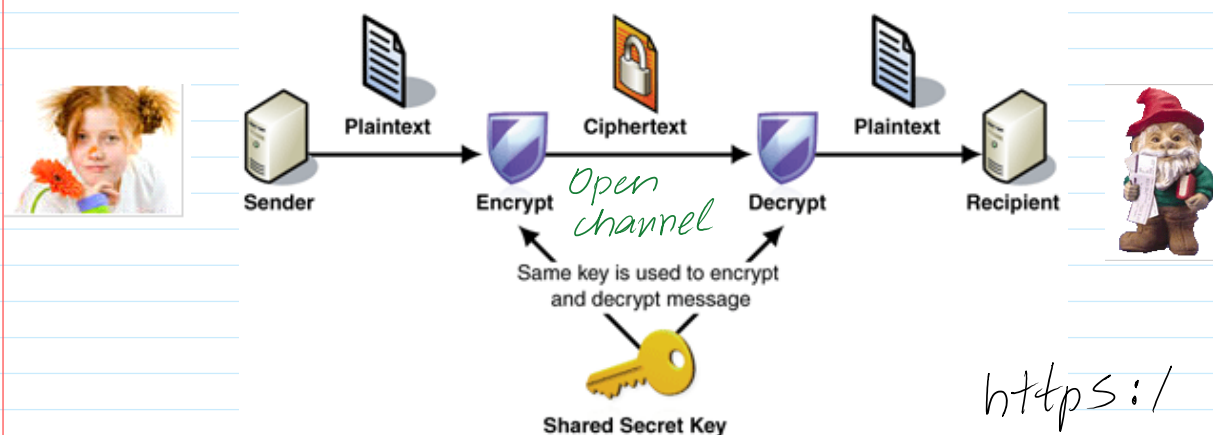 Plaintext
Ciphertext
Plaintext
Sender
Encrypt
Open
channel
Decrypt
Recipient
Same key is used to encrypt
and decrypt message
Shared Secret Key
https:/